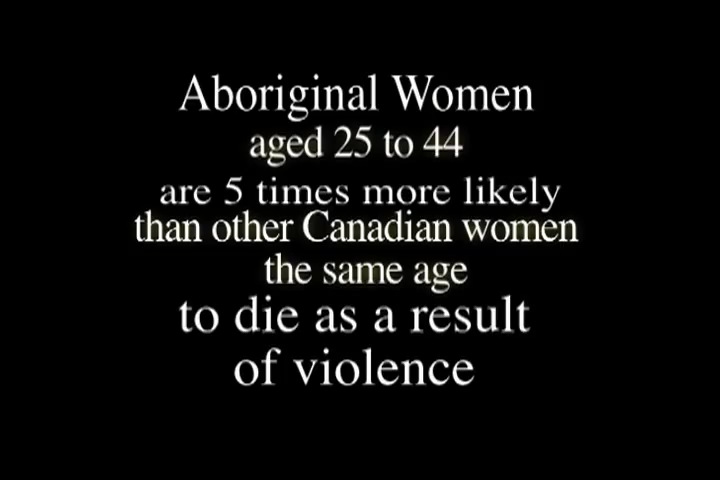 Aboriginal Women
aged 25 to 44
are 5 times more likely
than other Canadian women
the same age
to die as a result
of violence